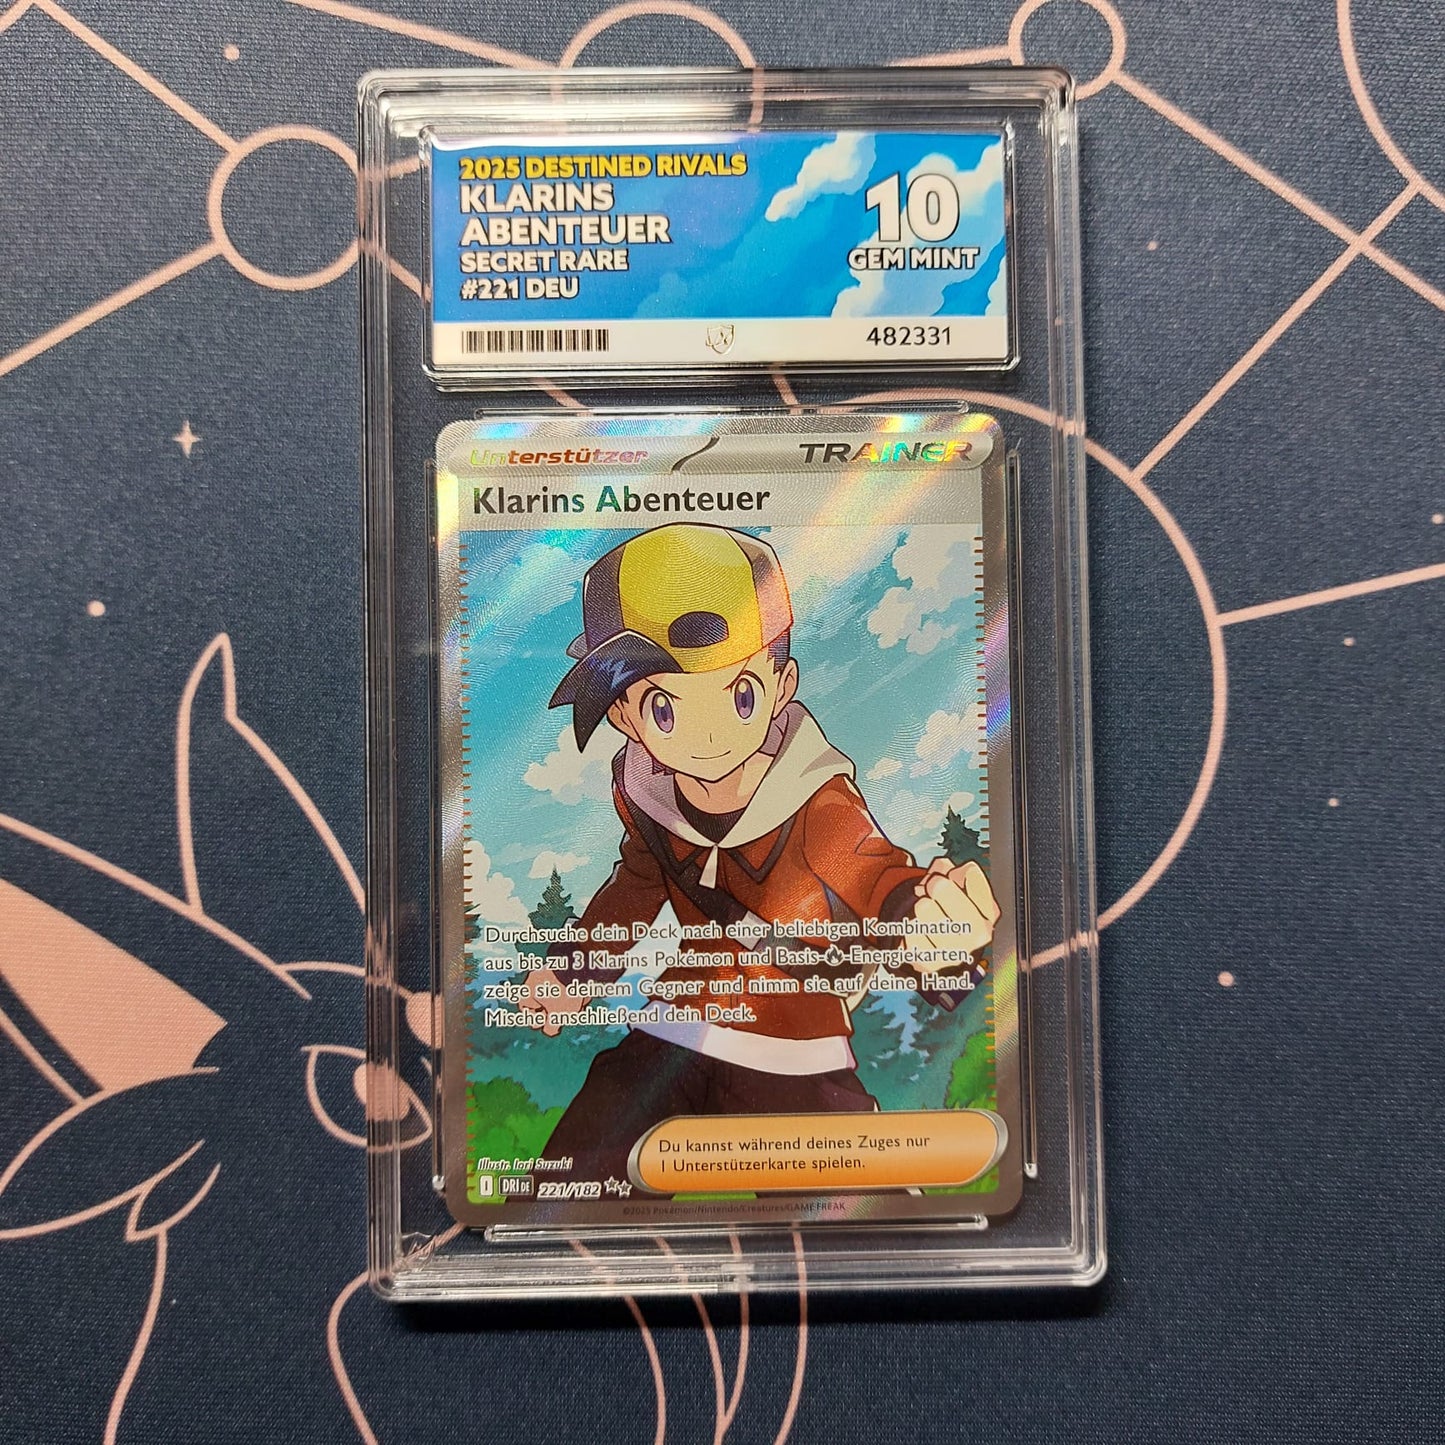 2025 DESTINED RIVALS
KLARINS
ABENTEUER
SECRET RARE
#221 DEU
10
GEM MINT
482331
Unterstützer
TRAINER
Klarins Abenteuer
Durchsuche dein Deck nach einer beliebigen Kombination
aus bis zu 3 Klarins Pokémon und Basis-🔥-Energiekarten,
zeige sie deinem Gegner und nimm sie auf deine Hand.
Mische anschließend dein Deck.
Du kannst während deines Zuges nur
1 Unterstützerkarte spielen.
Illustr. Iori Suzuki
I DRI DE 221/182 ★★
©2025 Pokémon/Nintendo/Creatures/GAME FREAK